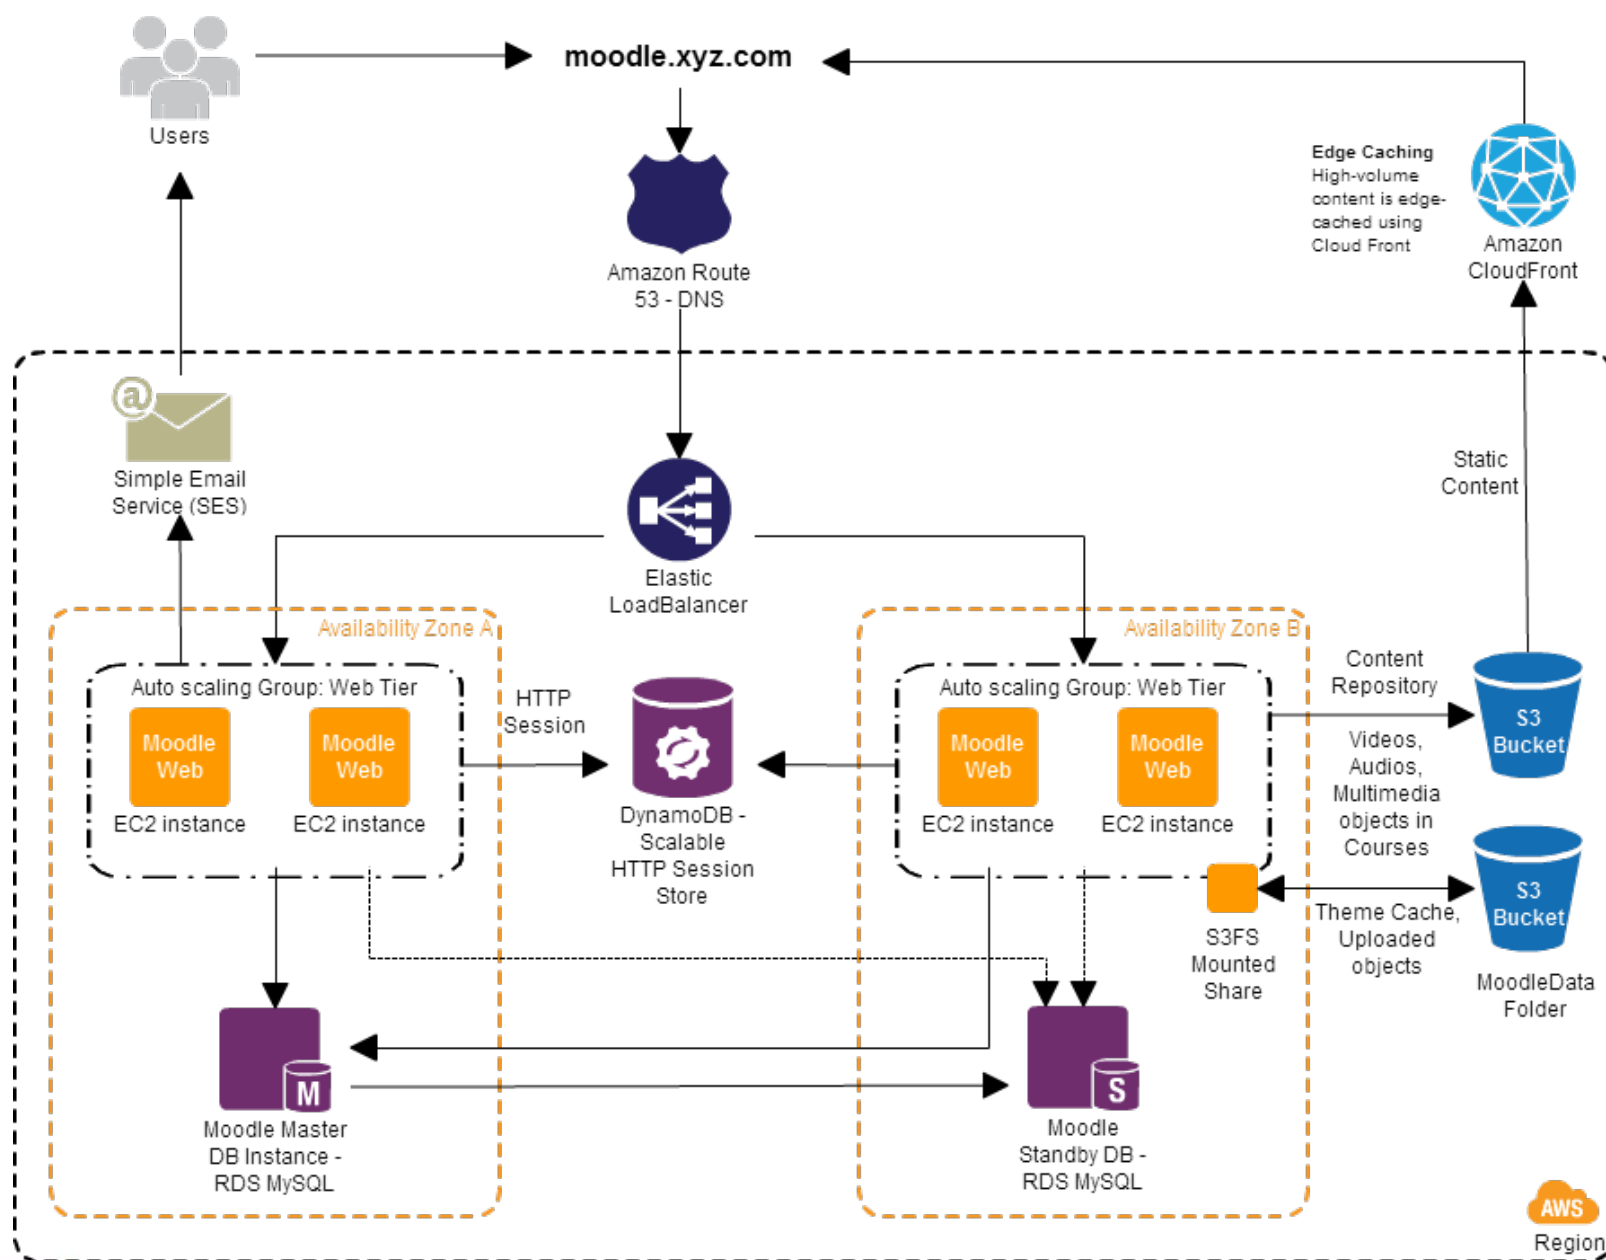 moodle.xyz.com
Users
Edge Caching
High-volume
content is edge-
cached using
Cloud Front
Amazon
CloudFront
Amazon Route
53 - DNS
@
Simple Email
Service (SES)
Static
Content
Elastic
LoadBalancer
Availability Zone A
Availability Zone B
Auto scaling Group: Web Tier
Moodle
Web
EC2 instance
Moodle
Web
EC2 instance
HTTP
Session
DynamoDB -
Scalable
HTTP Session
Store
Auto scaling Group: Web Tier
Moodle
Web
EC2 instance
Moodle
Web
EC2 instance
Content
Repository
Videos,
Audios,
Multimedia
objects in
Courses
S3
Bucket
S3FS
Mounted
Share
Theme Cache,
Uploaded
objects
S3
Bucket
MoodleData
Folder
M
Moodle Master
DB Instance -
RDS MySQL
S
Moodle
Standby DB -
RDS MySQL
AWS
Region